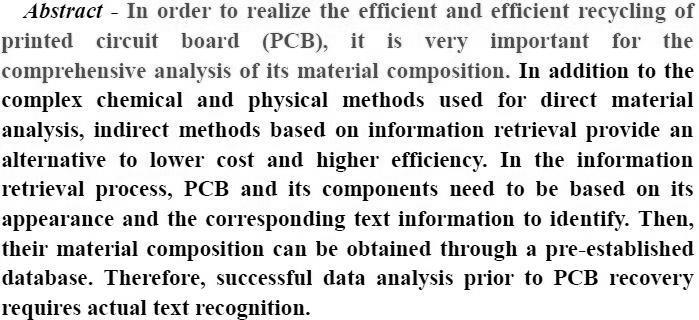 Abstract - In order to realize the efficient and efficient recycling of
printed circuit board (PCB), it is very important for the
comprehensive analysis of its material composition. In addition to the
complex chemical and physical methods used for direct material
analysis, indirect methods based on information retrieval provide an
alternative to lower cost and higher efficiency. In the information
retrieval process, PCB and its components need to be based on its
appearance and the corresponding text information to identify. Then,
their material composition can be obtained through a pre-established
database. Therefore, successful data analysis prior to PCB recovery
requires actual text recognition.